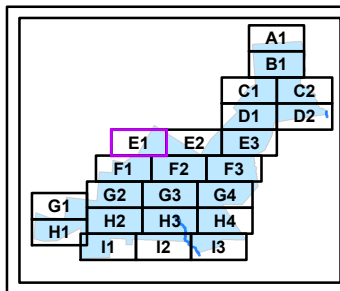 A1
B1
C1 C2
D1 D2
E1 E2 E3
F1 F2 F3
G1 G2 G3 G4
H1 H2 H3 H4
I1 I2 I3